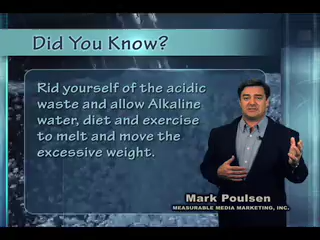 Did You Know?
Rid yourself of the acidic
waste and allow Alkaline
water, diet and exercise
to melt and move the
excessive weight.
Mark Poulsen
MEASURABLE MEDIA MARKETING, INC.